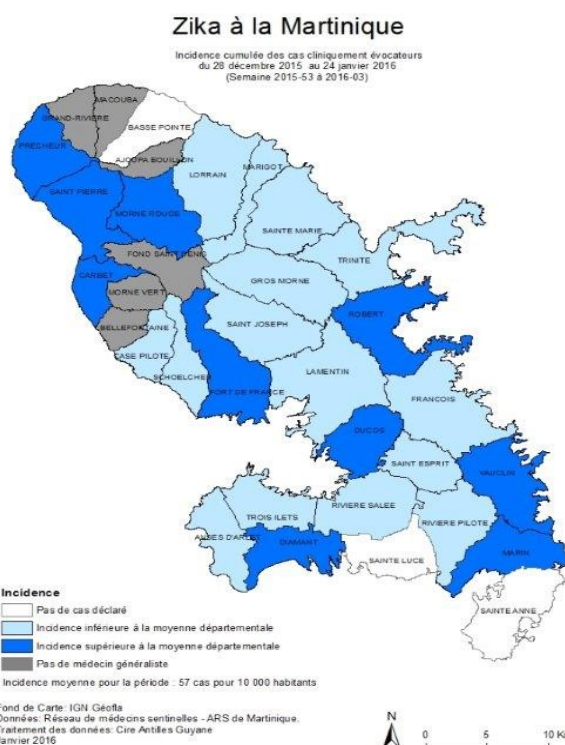 Zika à la Martinique
Incidence cumulée des cas cliniquement évocateurs
du 28 décembre 2015 au 24 janvier 2016
(Semaine 2015-53 à 2016-03)
MACOUBA
GRAND-RIVIERE
BASSE POINTE
PRECHEUR
AJOUPA BOUILLON
LORRAIN
MARIGOT
SAINT PIERRE
MORNE ROUGE
SAINTE MARIE
FOND SAINT DENIS
TRINITE
CARBET
GROS MORNE
MORNE VERT
ROBERT
BELLEFONTAINE
SAINT JOSEPH
CASE PILOTE
LAMENTIN
SCHOELCHER
FORT DE FRANCE
FRANCOIS
DUCOS
SAINT ESPRIT
VAUCLIN
RIVIERE SALEE
TROIS ILETS
RIVIERE PILOTE
ANSES D'ARLET
DIAMANT
MARIN
SAINTE LUCE
SAINTE ANNE
Incidence
Pas de cas déclaré
Incidence inférieure à la moyenne départementale
Incidence supérieure à la moyenne départementale
Pas de médecin généraliste
Incidence moyenne pour la période : 57 cas pour 10 000 habitants
Fond de Carte: IGN Géofla
Données: Réseau de médecins sentinelles - ARS de Martinique.
Traitement des données: Cire Antilles Guyane
Janvier 2016
N
0 5 10 K